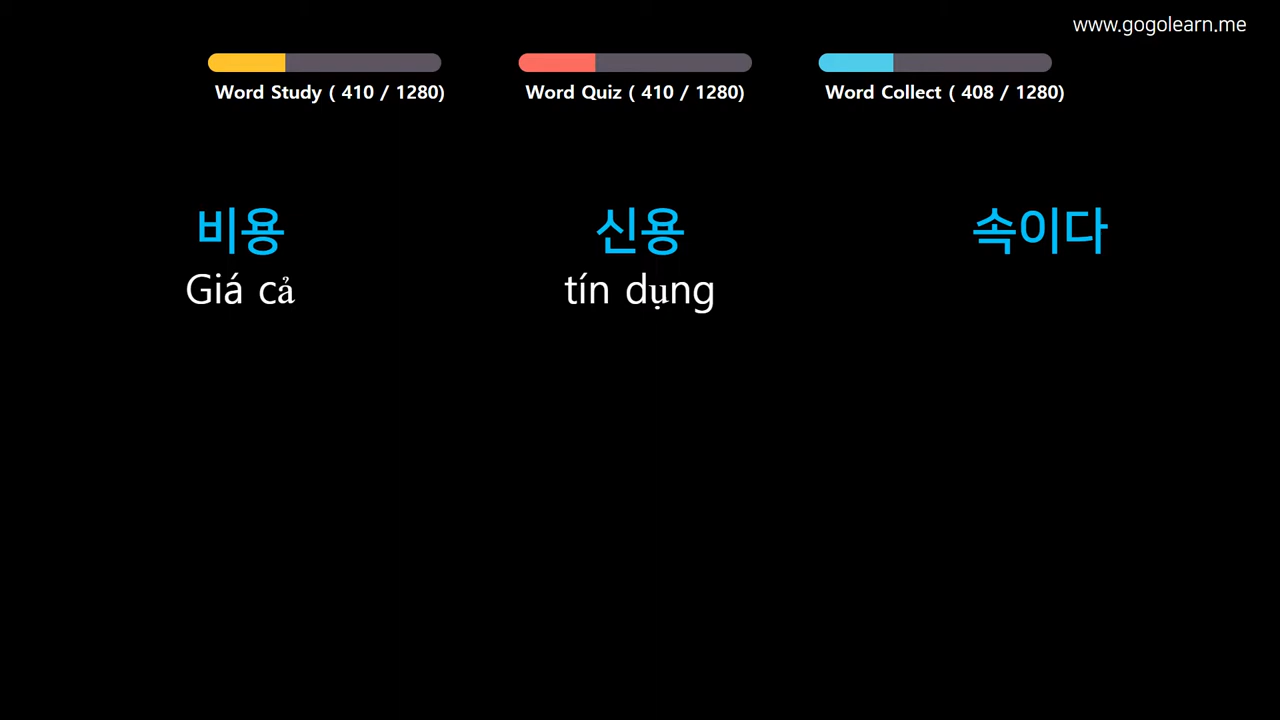 www.gogolearn.me
Word Study ( 410 / 1280)
Word Quiz ( 410 / 1280)
Word Collect ( 408 / 1280)
비용
Giá cả
신용
tín dụng
속이다